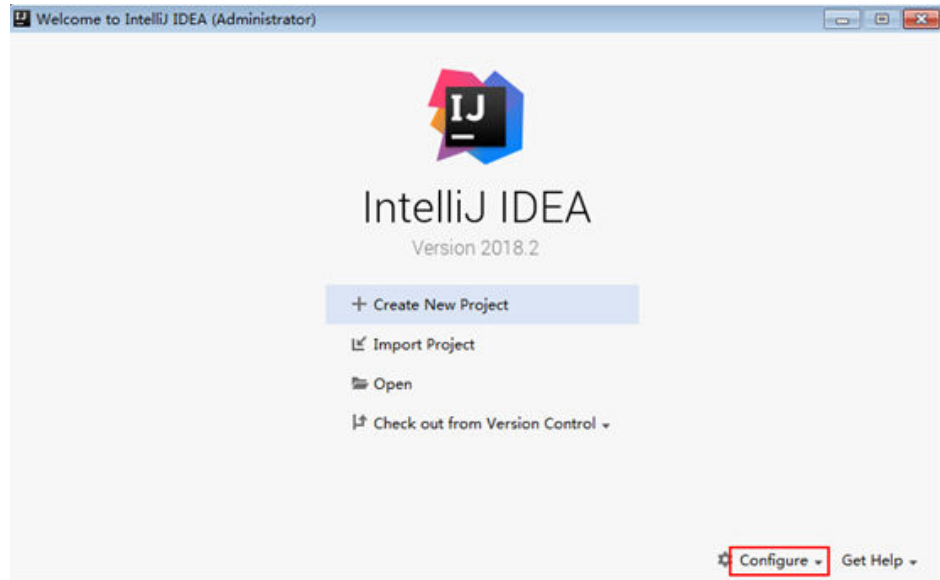 Welcome to IntelliJ IDEA (Administrator)
IJ
IntelliJ IDEA
Version 2018.2
Create New Project
Import Project
Open
Check out from Version Control
Configure
Get Help